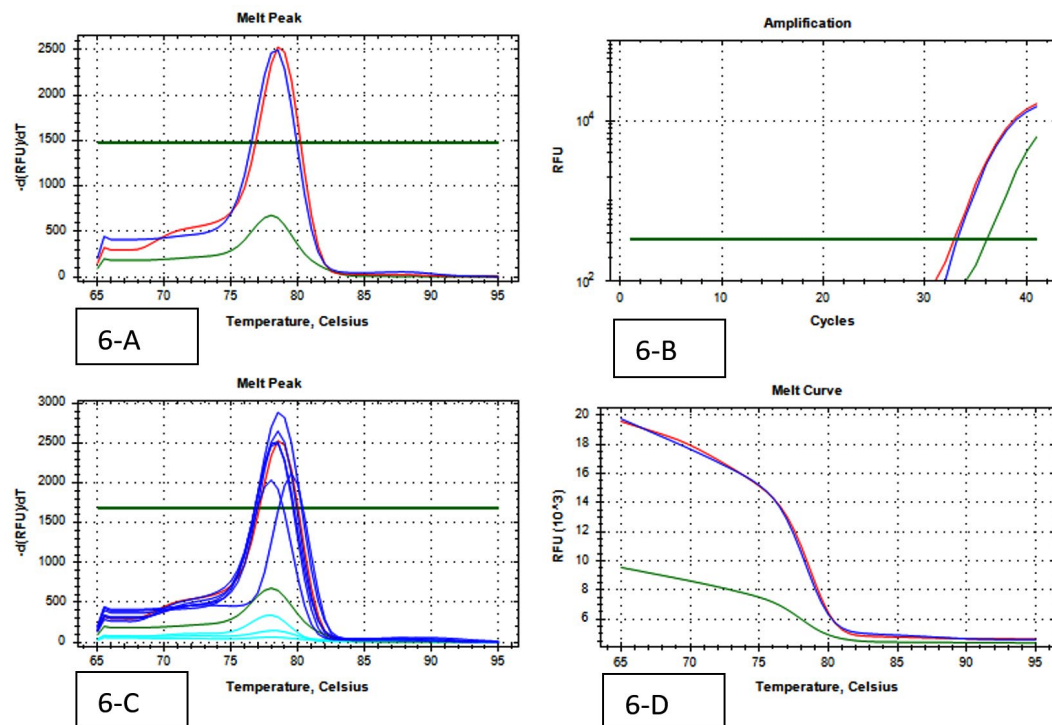 Melt Peak
-d(RFU)/dT
2500
2000
1500
1000
500
0
65 70 75 80 85 90 95
Temperature, Celsius
6-A
Amplification
RFU
10^4
10^2
0 10 20 30 40
Cycles
6-B
Melt Peak
-d(RFU)/dT
3000
2500
2000
1500
1000
500
0
65 70 75 80 85 90 95
Temperature, Celsius
6-C
Melt Curve
RFU (10^3)
20
18
16
14
12
10
8
6
65 70 75 80 85 90 95
Temperature, Celsius
6-D